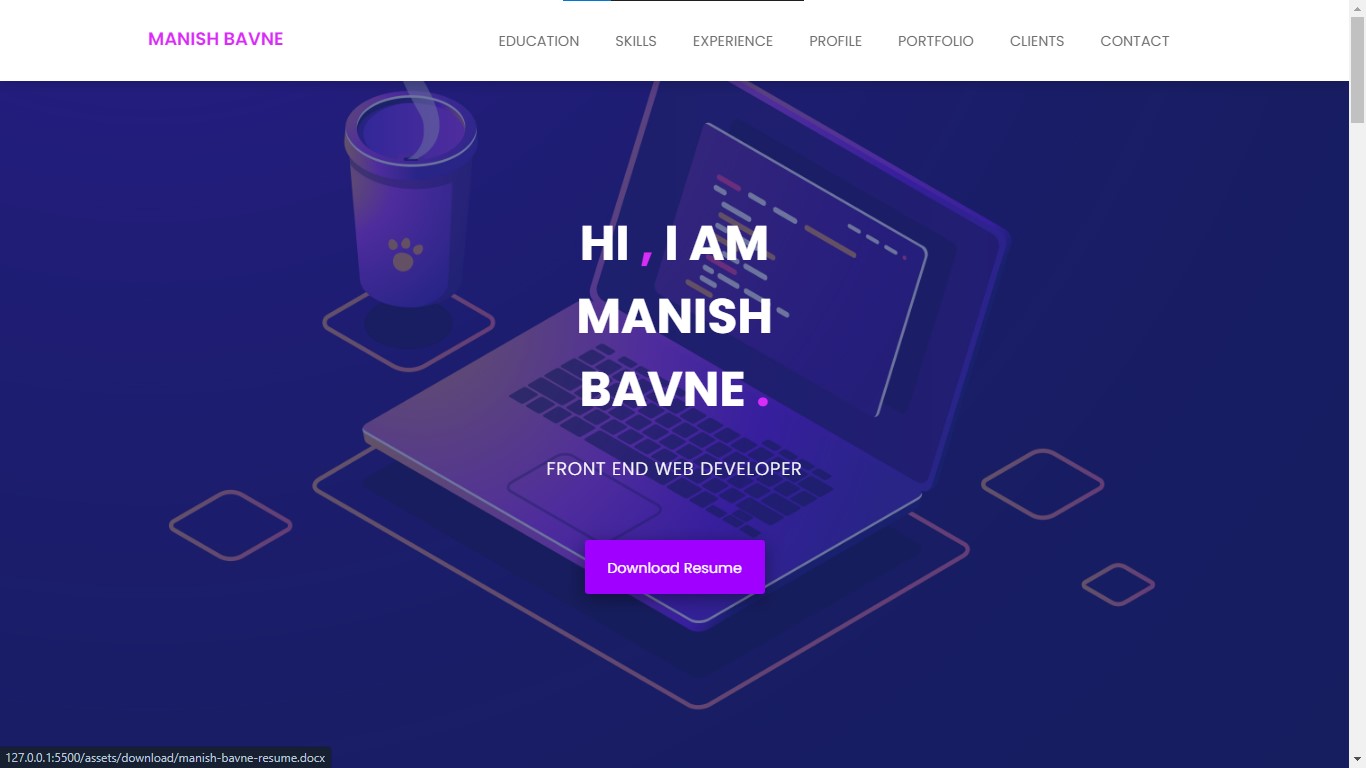 MANISH BAVNE
EDUCATION SKILLS EXPERIENCE PROFILE PORTFOLIO CLIENTS CONTACT
HI , I AM
MANISH
BAVNE .
FRONT END WEB DEVELOPER
Download Resume
127.0.0.1:5500/assets/download/manish-bavne-resume.docx